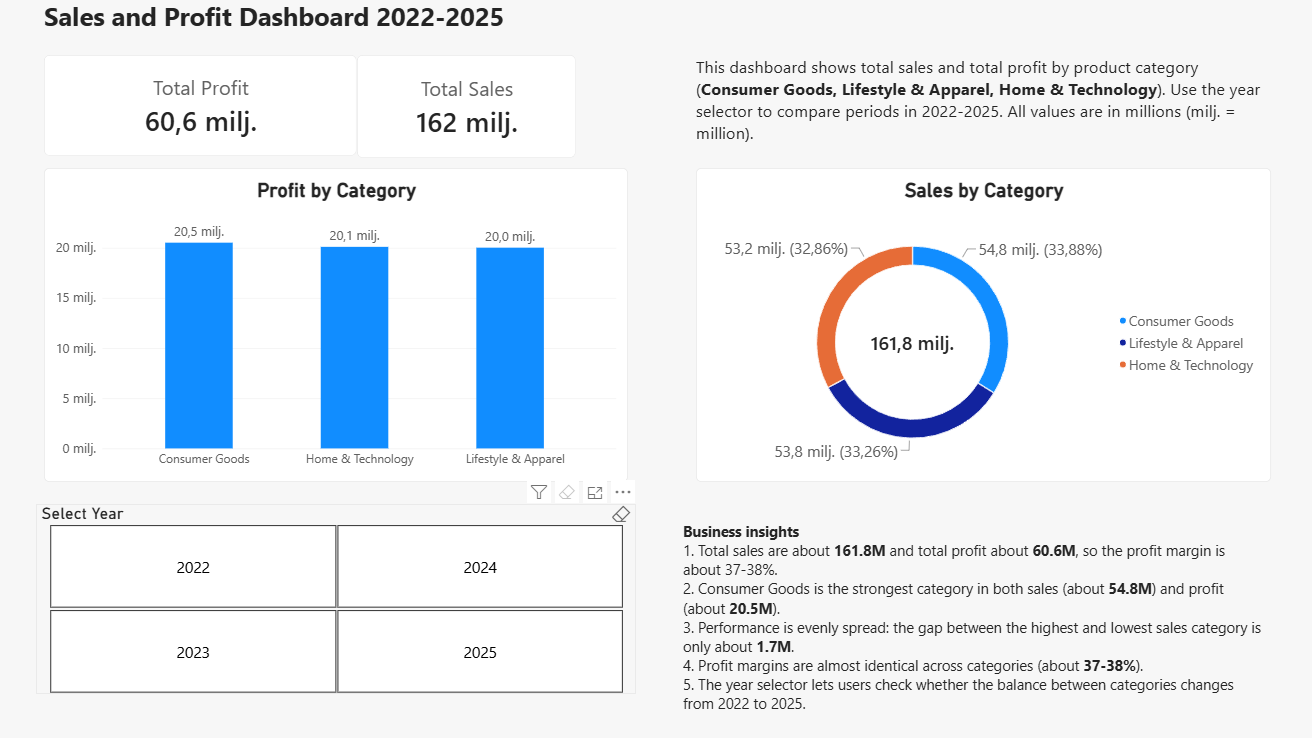 Sales and Profit Dashboard 2022-2025
Total Profit
60,6 milj.
Total Sales
162 milj.
This dashboard shows total sales and total profit by product category
(Consumer Goods, Lifestyle & Apparel, Home & Technology). Use the year
selector to compare periods in 2022-2025. All values are in millions (milj. =
million).
Profit by Category
20,5 milj.
20,1 milj.
20,0 milj.
20 milj.
15 milj.
10 milj.
5 milj.
0 milj.
Consumer Goods
Home & Technology
Lifestyle & Apparel
Sales by Category
53,2 milj. (32,86%)
54,8 milj. (33,88%)
161,8 milj.
53,8 milj. (33,26%)
Consumer Goods
Lifestyle & Apparel
Home & Technology
Select Year
2022
2024
2023
2025
Business insights
1. Total sales are about 161.8M and total profit about 60.6M, so the profit margin is
about 37-38%.
2. Consumer Goods is the strongest category in both sales (about 54.8M) and profit
(about 20.5M).
3. Performance is evenly spread: the gap between the highest and lowest sales category is
only about 1.7M.
4. Profit margins are almost identical across categories (about 37-38%).
5. The year selector lets users check whether the balance between categories changes
from 2022 to 2025.